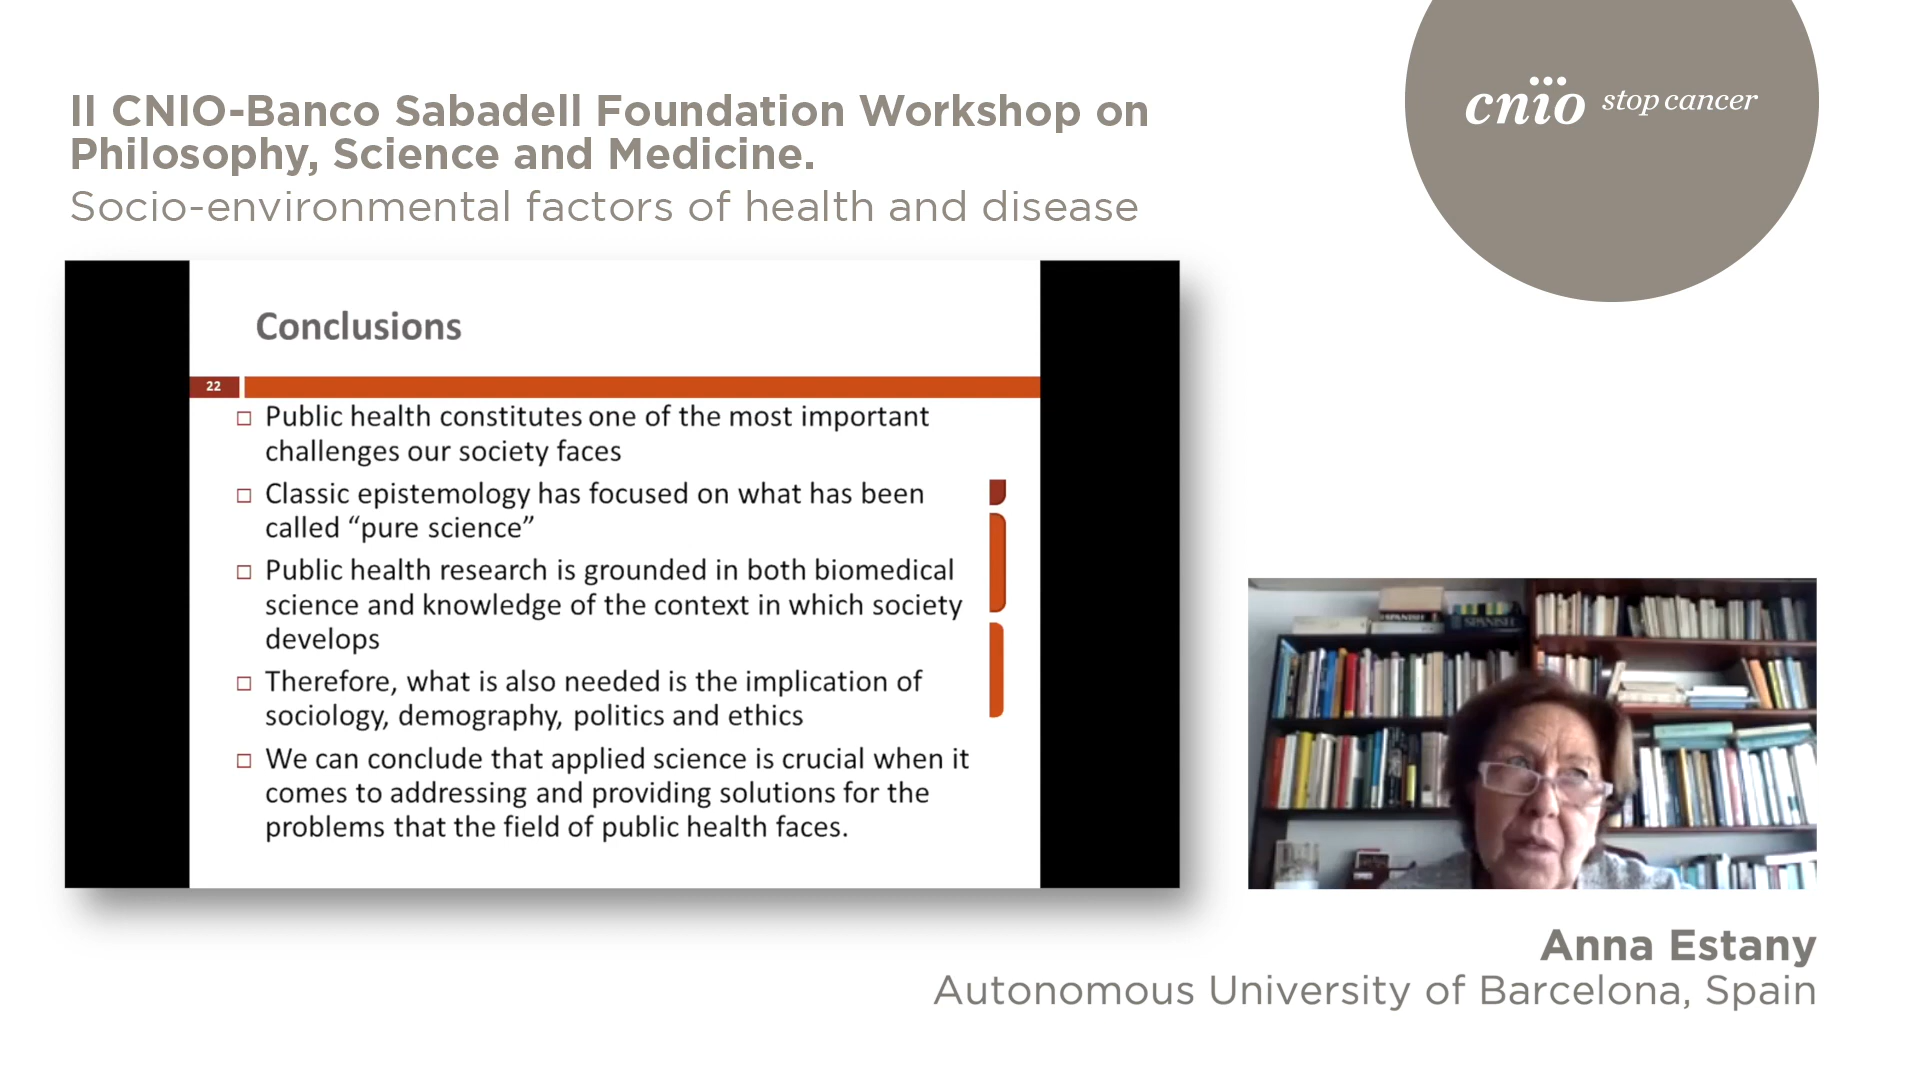 II CNIO-Banco Sabadell Foundation Workshop on
Philosophy, Science and Medicine.
Socio-environmental factors of health and disease
cnio stop cancer
Conclusions
22
□ Public health constitutes one of the most important
challenges our society faces
□ Classic epistemology has focused on what has been
called “pure science”
□ Public health research is grounded in both biomedical
science and knowledge of the context in which society
develops
□ Therefore, what is also needed is the implication of
sociology, demography, politics and ethics
□ We can conclude that applied science is crucial when it
comes to addressing and providing solutions for the
problems that the field of public health faces.
SPANISH
SPANISH
Anna Estany
Autonomous University of Barcelona, Spain